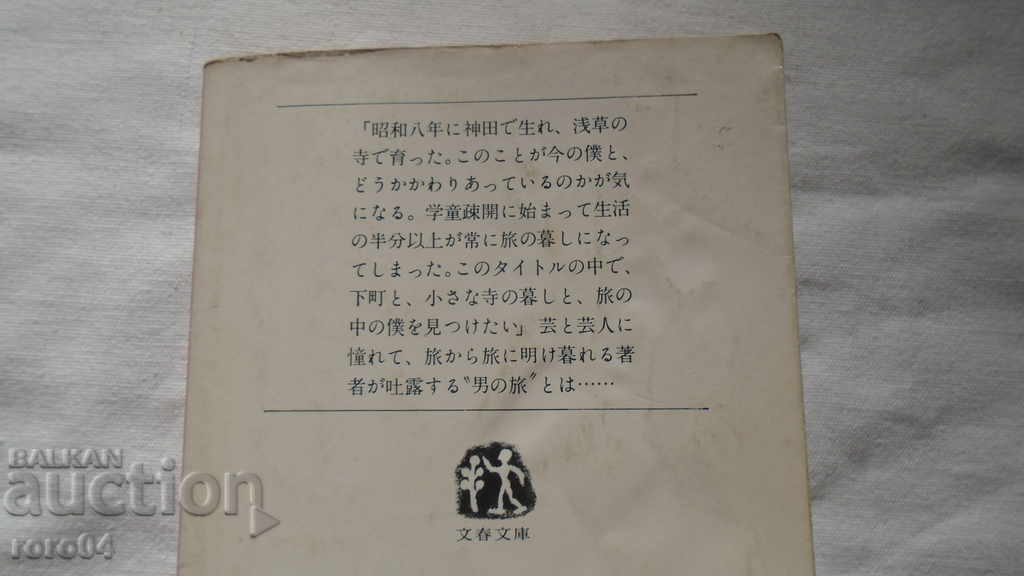 「昭和八年に神田で生れ、浅草の
寺で育った。このことが今の僕と、
どうかかわりあっているのかが気
になる。学童疎開に始まって生活
の半分以上が常に旅の暮しになっ
てしまった。このタイトルの中で、
下町と、小さな寺の暮しと、旅の
中の僕を見つけたい」芸と芸人に
憧れて、旅から旅に明け暮れる著
者が吐露する〝男の旅〟とは……
文春文庫
BALKAN
auction
roro04